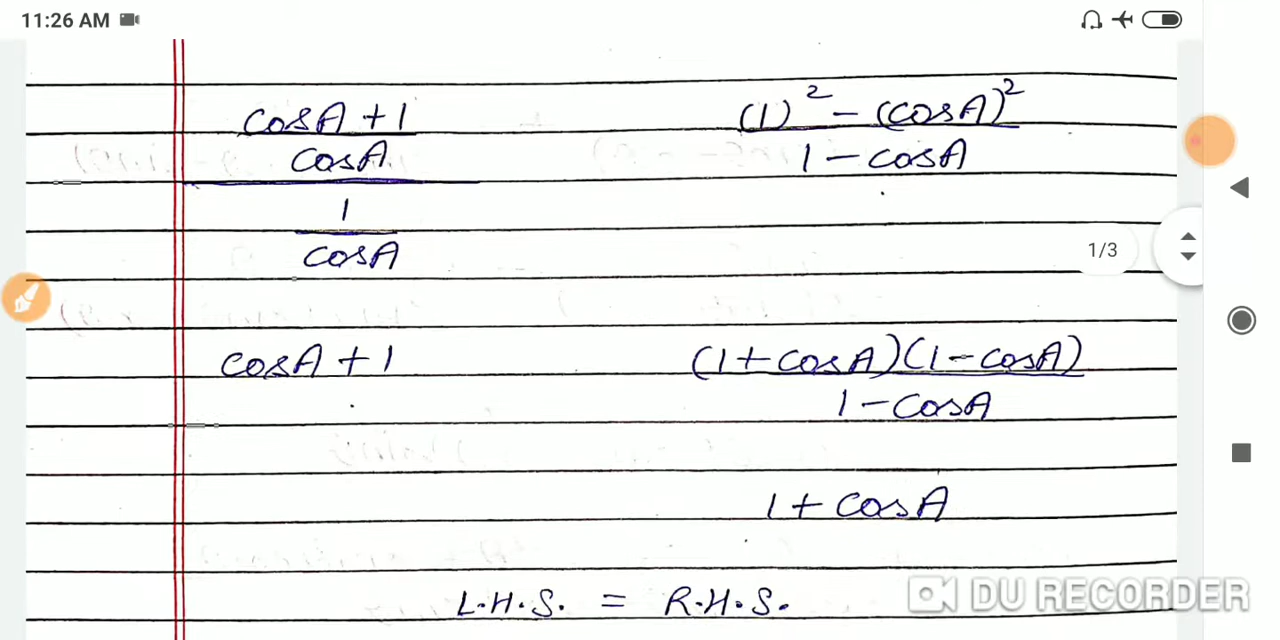 11:26 AM
cosA + 1
cosA
1
cosA
(1)² - (cosA)²
1 - cosA
1/3
cosA + 1
(1 + cosA)(1 - cosA)
1 - cosA
1 + cosA
L.H.S. = R.H.S.
DU RECORDER